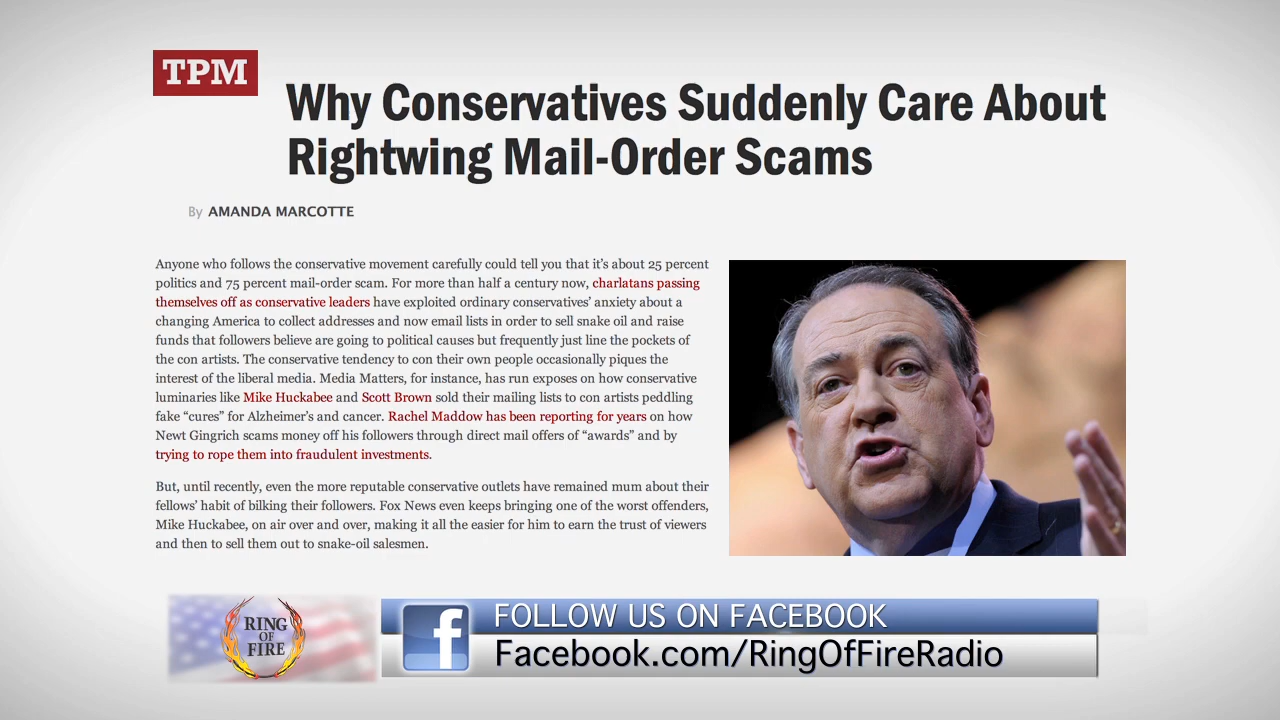 TPM
Why Conservatives Suddenly Care About
Rightwing Mail-Order Scams
By AMANDA MARCOTTE
Anyone who follows the conservative movement carefully could tell you that it's about 25 percent
politics and 75 percent mail-order scam. For more than half a century now, charlatans passing
themselves off as conservative leaders have exploited ordinary conservatives' anxiety about a
changing America to collect addresses and now email lists in order to sell snake oil and raise
funds that followers believe are going to political causes but frequently just line the pockets of
the con artists. The conservative tendency to con their own people occasionally piques the
interest of the liberal media. Media Matters, for instance, has run exposes on how conservative
luminaries like Mike Huckabee and Scott Brown sold their mailing lists to con artists peddling
fake “cures” for Alzheimer's and cancer. Rachel Maddow has been reporting for years on how
Newt Gingrich scams money off his followers through direct mail offers of “awards” and by
trying to rope them into fraudulent investments.
But, until recently, even the more reputable conservative outlets have remained mum about their
fellows' habit of bilking their followers. Fox News even keeps bringing one of the worst offenders,
Mike Huckabee, on air over and over, making it all the easier for him to earn the trust of viewers
and then to sell them out to snake-oil salesmen.
RING
OF
FIRE
f
FOLLOW US ON FACEBOOK
Facebook.com/RingOfFireRadio